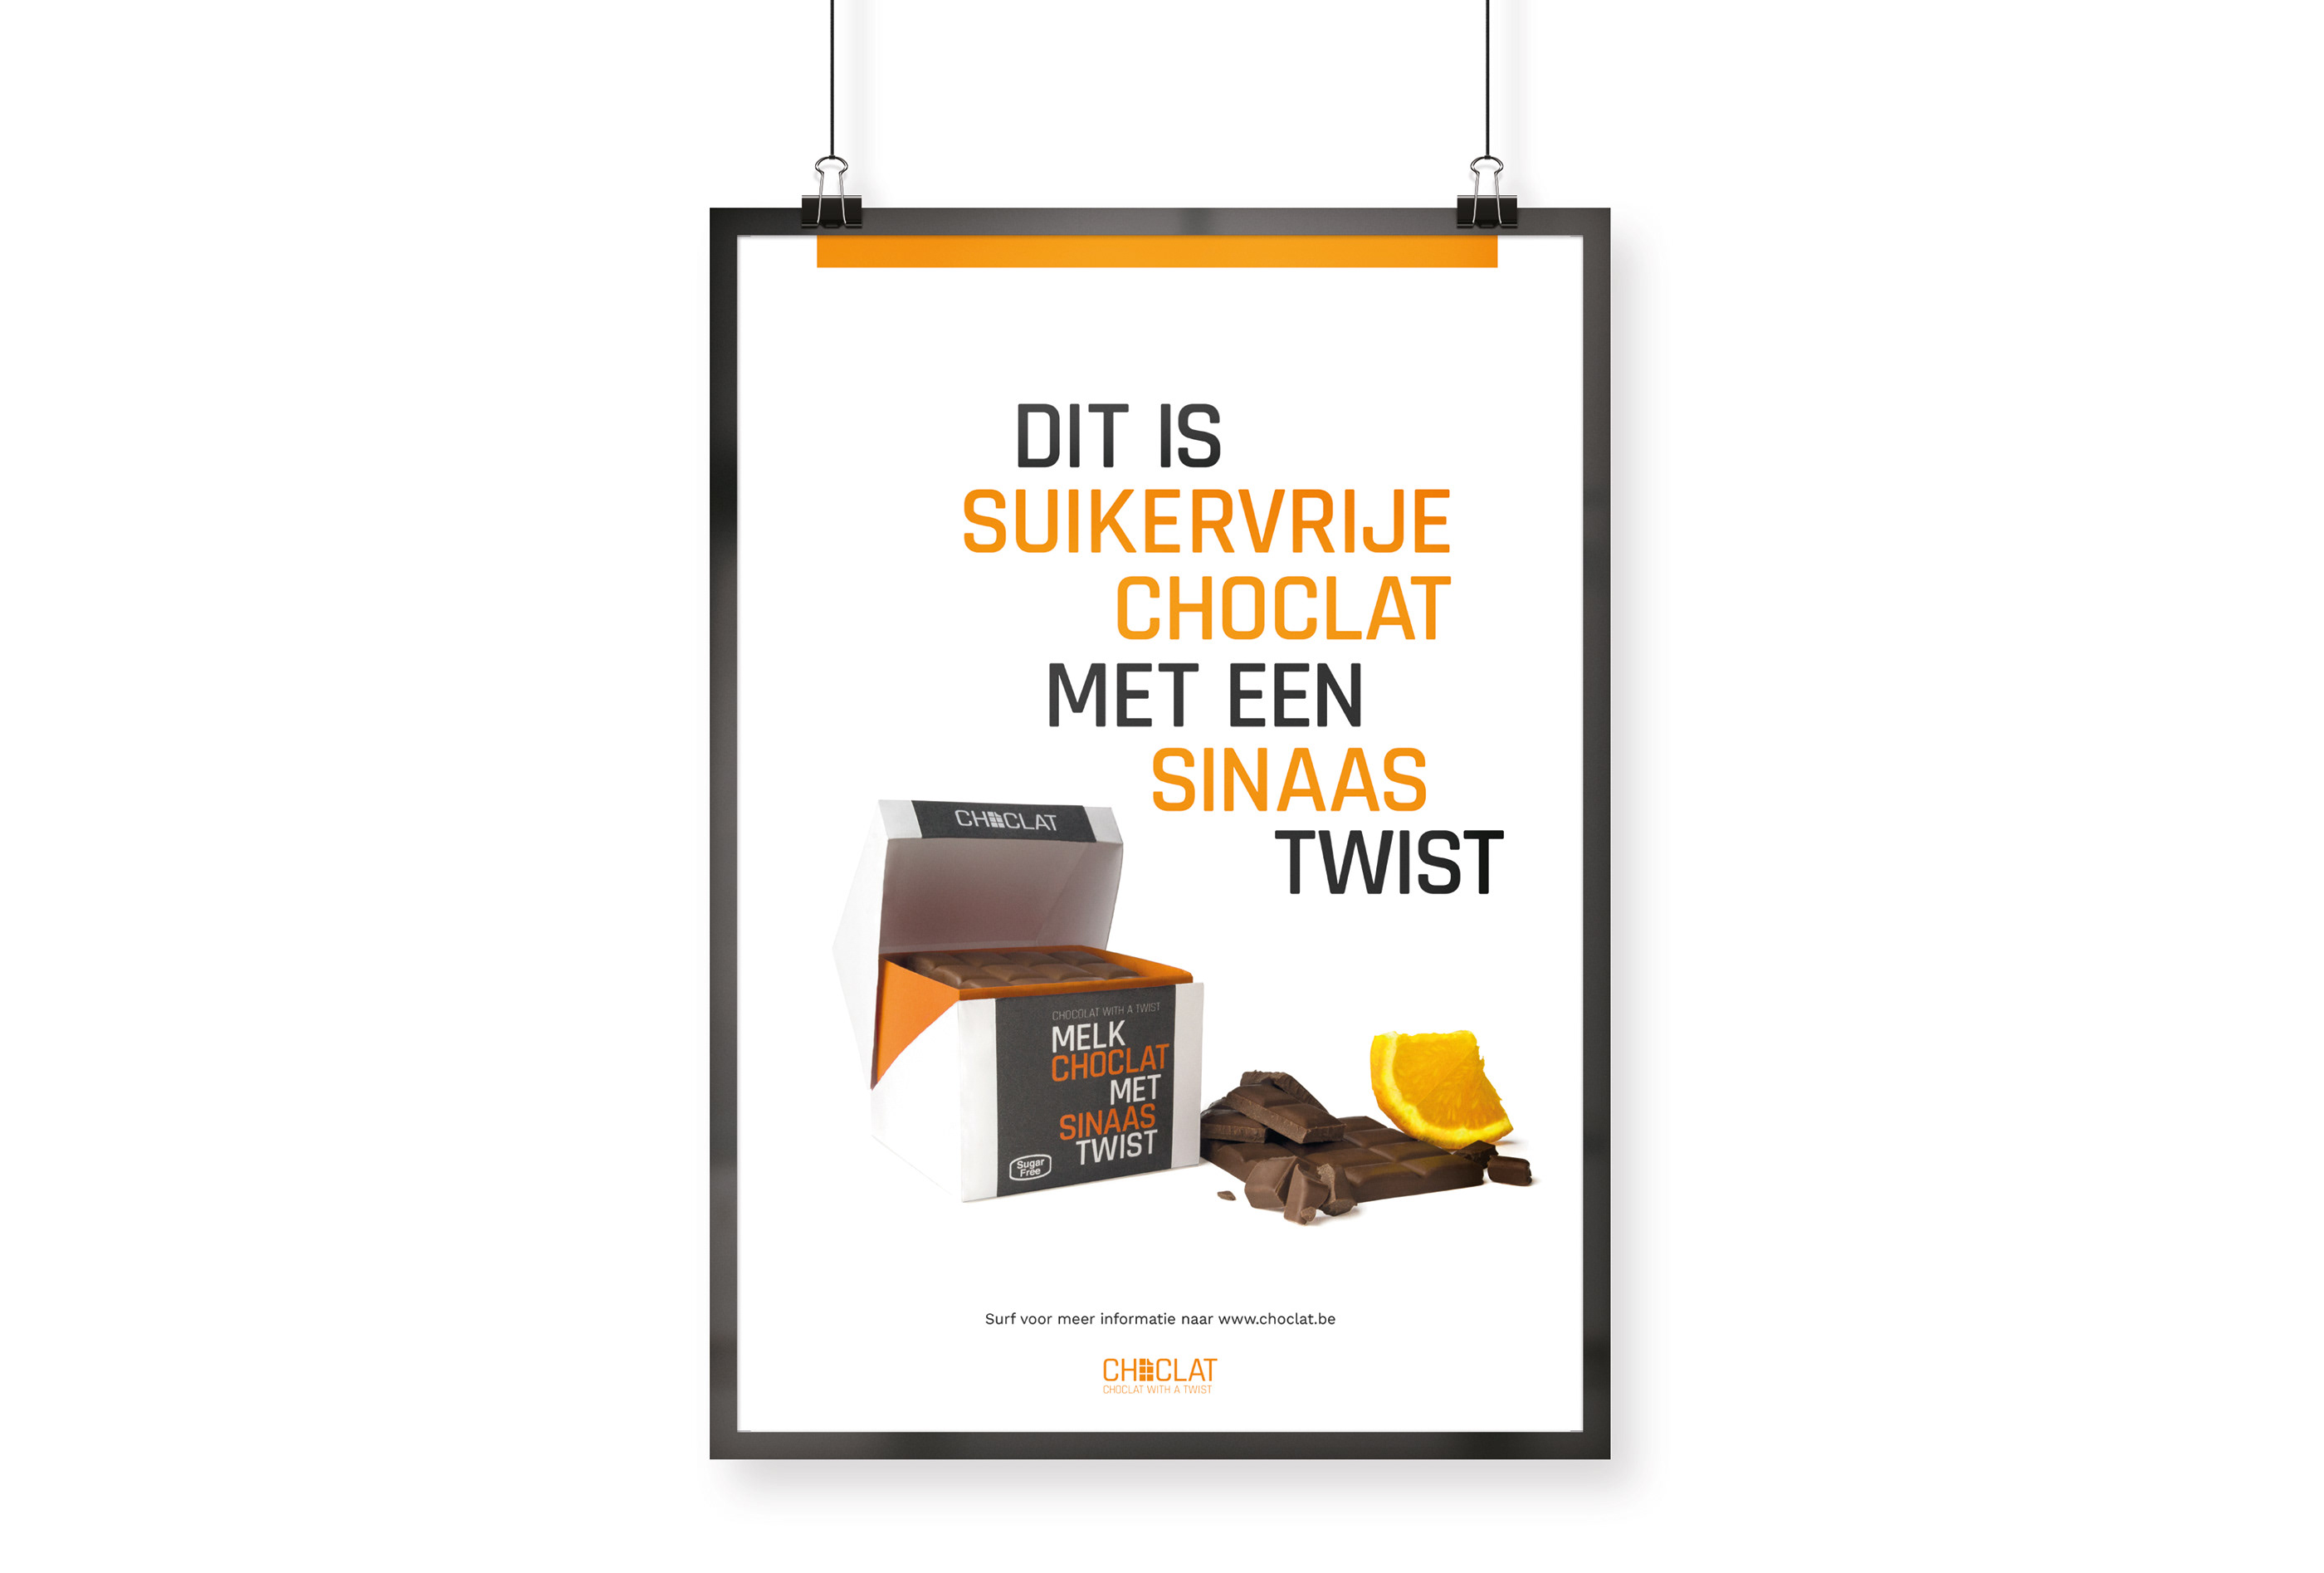 DIT IS
SUIKERVRIJE
CHOCLAT
MET EEN
SINAAS
TWIST
CHOCLAT
CHOCOLAT WITH A TWIST
MELK
CHOCLAT
MET
SINAAS
TWIST
Sugar
Free
Surf voor meer informatie naar www.choclat.be
CHOCLAT
CHOCLAT WITH A TWIST